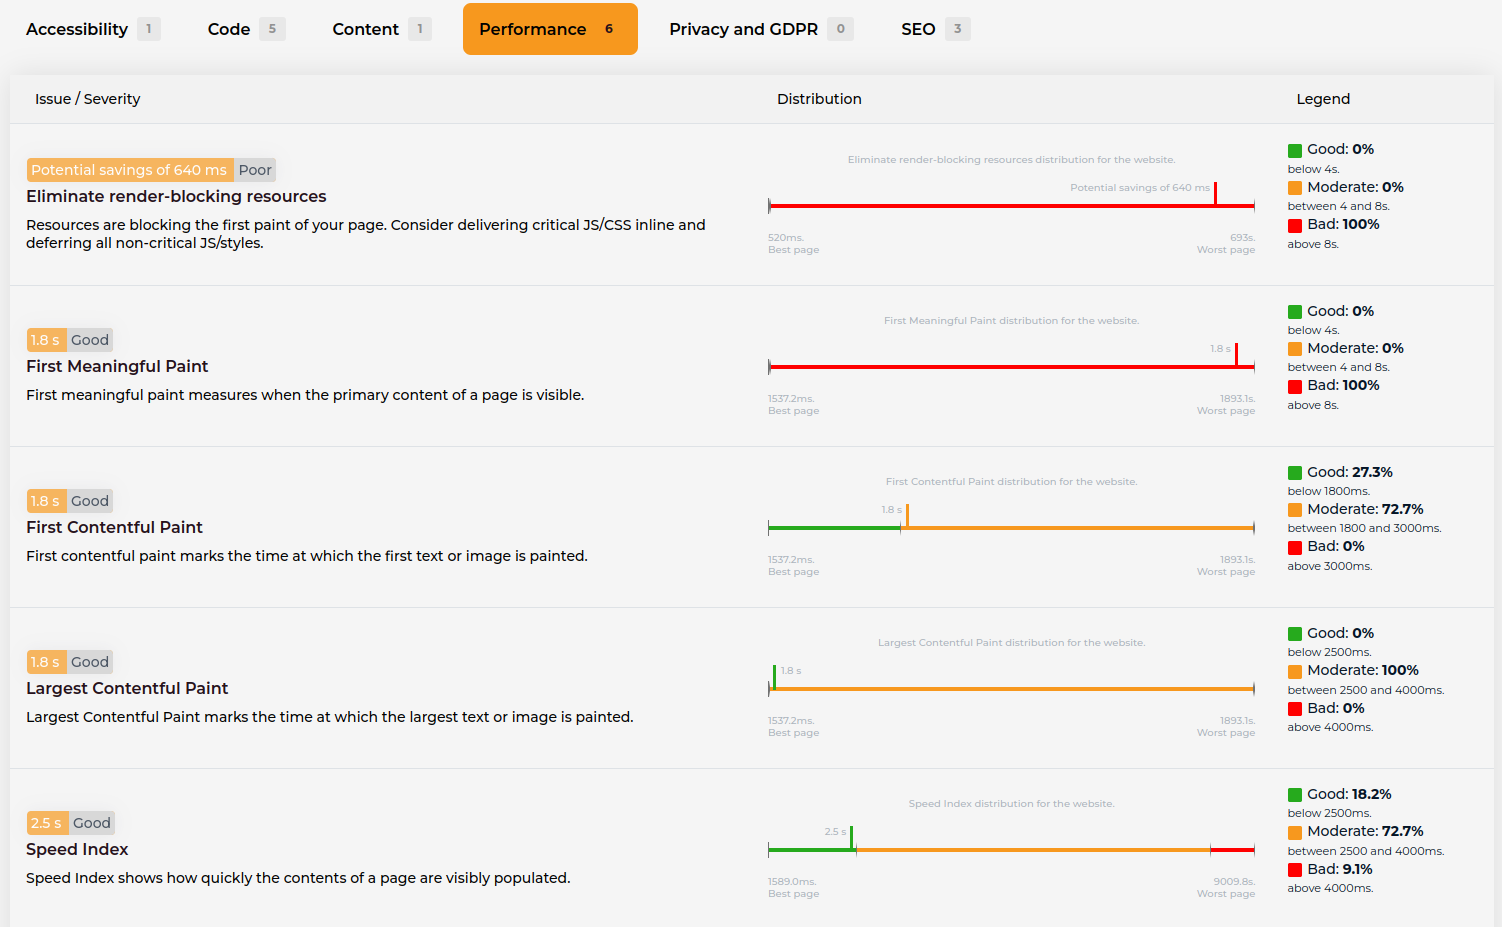 Accessibility 1 Code 5 Content 1 Performance 6 Privacy and GDPR 0 SEO 3
Issue / Severity Distribution Legend
Potential savings of 640 ms Poor
Eliminate render-blocking resources
Resources are blocking the first paint of your page. Consider delivering critical JS/CSS inline and
deferring all non-critical JS/styles.
Eliminate render-blocking resources distribution for the website.
Potential savings of 640 ms
520ms. 693s.
Best page Worst page
Good: 0%
below 4s.
Moderate: 0%
between 4 and 8s.
Bad: 100%
above 8s.
1.8 s Good
First Meaningful Paint
First meaningful paint measures when the primary content of a page is visible.
First Meaningful Paint distribution for the website.
1.8 s
1537.2ms. 1893.1s.
Best page Worst page
Good: 0%
below 4s.
Moderate: 0%
between 4 and 8s.
Bad: 100%
above 8s.
1.8 s Good
First Contentful Paint
First contentful paint marks the time at which the first text or image is painted.
First Contentful Paint distribution for the website.
1.8 s
1537.2ms. 1893.1s.
Best page Worst page
Good: 27.3%
below 1800ms.
Moderate: 72.7%
between 1800 and 3000ms.
Bad: 0%
above 3000ms.
1.8 s Good
Largest Contentful Paint
Largest Contentful Paint marks the time at which the largest text or image is painted.
Largest Contentful Paint distribution for the website.
1.8 s
1537.2ms. 1893.1s.
Best page Worst page
Good: 0%
below 2500ms.
Moderate: 100%
between 2500 and 4000ms.
Bad: 0%
above 4000ms.
2.5 s Good
Speed Index
Speed Index shows how quickly the contents of a page are visibly populated.
Speed Index distribution for the website.
2.5 s
1589.0ms. 9009.8s.
Best page Worst page
Good: 18.2%
below 2500ms.
Moderate: 72.7%
between 2500 and 4000ms.
Bad: 9.1%
above 4000ms.